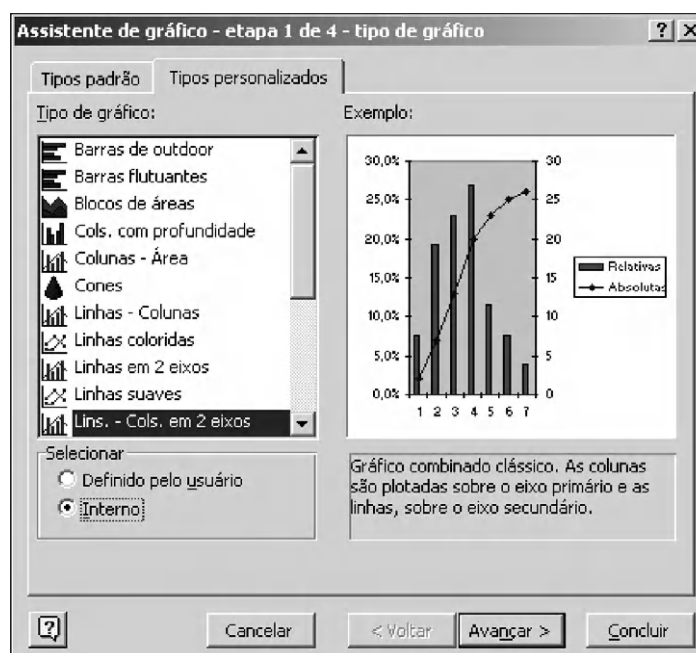 Assistente de gráfico - etapa 1 de 4 - tipo de gráfico
Tipos padrão
Tipos personalizados
Tipo de gráfico:
Barras de outdoor
Barras flutuantes
Blocos de áreas
Cols. com profundidade
Colunas - Área
Cones
Linhas - Colunas
Linhas coloridas
Linhas em 2 eixos
Linhas suaves
Lins. - Cols. em 2 eixos
Selecionar
Definido pelo usuário
Interno
Exemplo:
30,0%
25,0%
20,0%
15,0%
10,0%
5,0%
0,0%
30
25
20
15
10
5
0
1 2 3 4 5 6 7
Relativas
Absolutas
Gráfico combinado clássico. As colunas
são plotadas sobre o eixo primário e as
linhas, sobre o eixo secundário.
Cancelar
< Voltar
Avançar >
Concluir